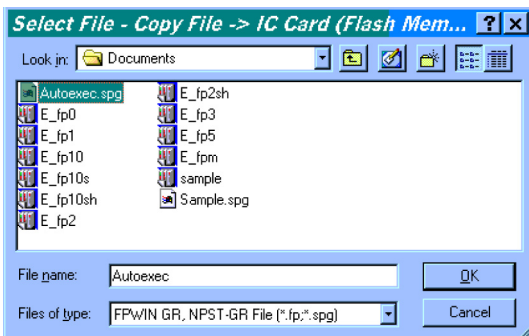 Select File - Copy File -> IC Card (Flash Mem...
Look in: Documents
Autoexec.spg
E_fp0
E_fp1
E_fp10
E_fp10s
E_fp10sh
E_fp2
E_fp2sh
E_fp3
E_fp5
E_fpm
sample
Sample.spg
File name: Autoexec
OK
Files of type: FPWIN GR, NPST-GR File (*.fp;*.spg)
Cancel